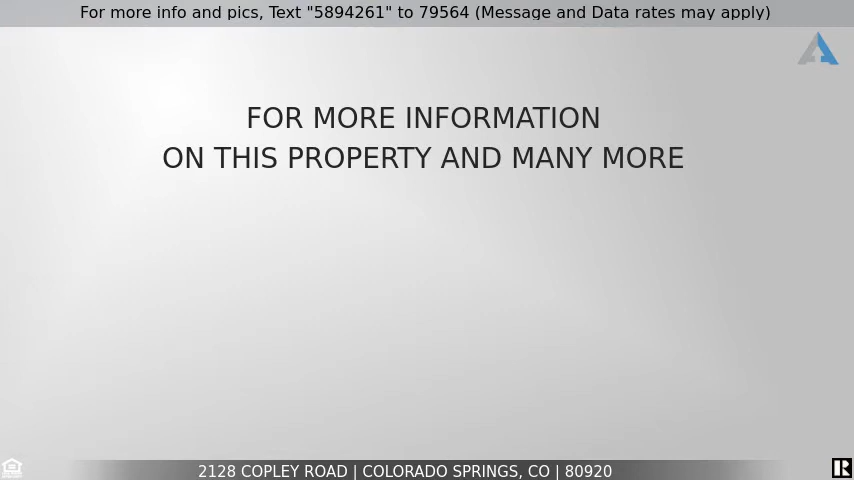 For more info and pics, Text "5894261" to 79564 (Message and Data rates may apply)
FOR MORE INFORMATION
ON THIS PROPERTY AND MANY MORE
2128 COPLEY ROAD | COLORADO SPRINGS, CO | 80920